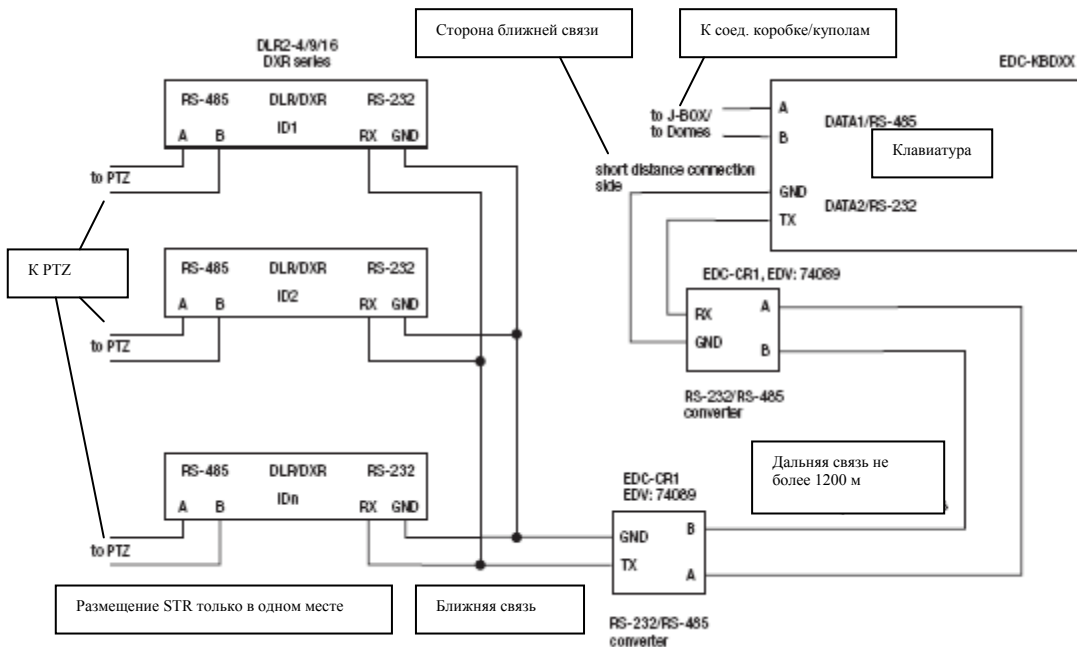 Сторона ближней связи
К соед. коробке/куполам
DLR2-4/9/16
DXR series
EDC-KBDXX
RS-485 DLR/DXR RS-232
ID1
A B RX GND
to PTZ
to J-BOX/
to Domes
A
B
DATA1/RS-485
Клавиатура
short distance connection
side
GND
DATA2/RS-232
TX
К PTZ
RS-485 DLR/DXR RS-232
ID2
A B RX GND
to PTZ
EDC-CR1, EDV: 74089
RX A
GND B
RS-232/RS-485
converter
Дальняя связь не
более 1200 м
RS-485 DLR/DXR RS-232
IDn
A B RX GND
to PTZ
EDC-CR1
EDV: 74089
GND B
TX A
RS-232/RS-485
converter
Размещение STR только в одном месте
Ближняя связь